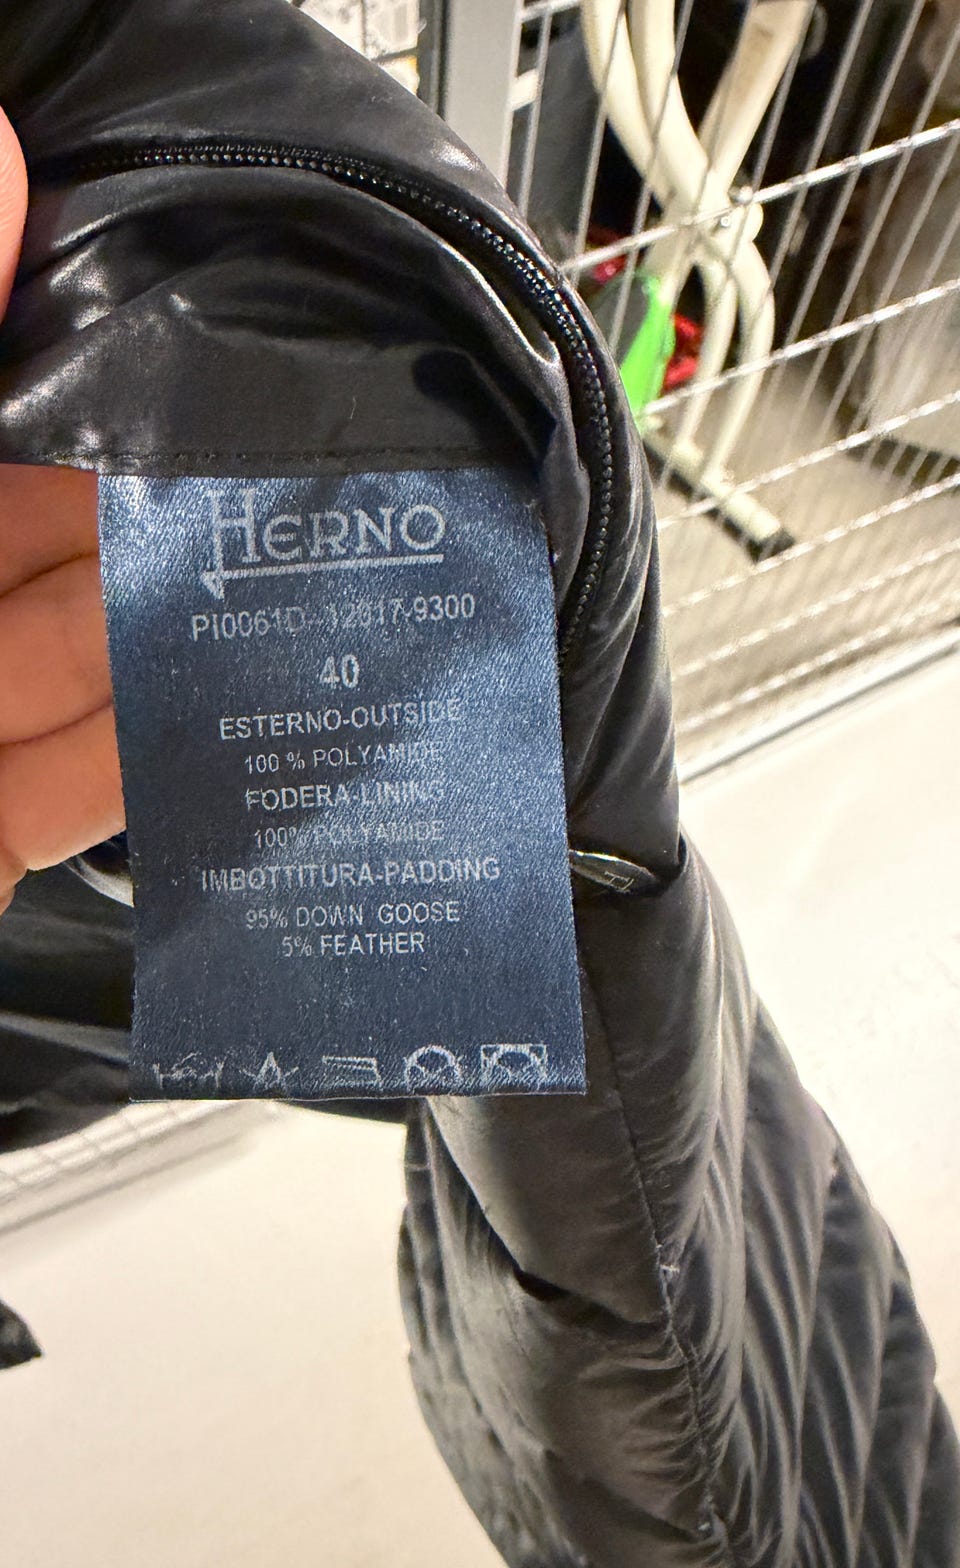 HERNO
PI0061D-12017-9300
40
ESTERNO-OUTSIDE
100 % POLYAMIDE
FODERA-LINING
100% POLYAMIDE
IMBOTTITURA-PADDING
95% DOWN GOOSE
5% FEATHER